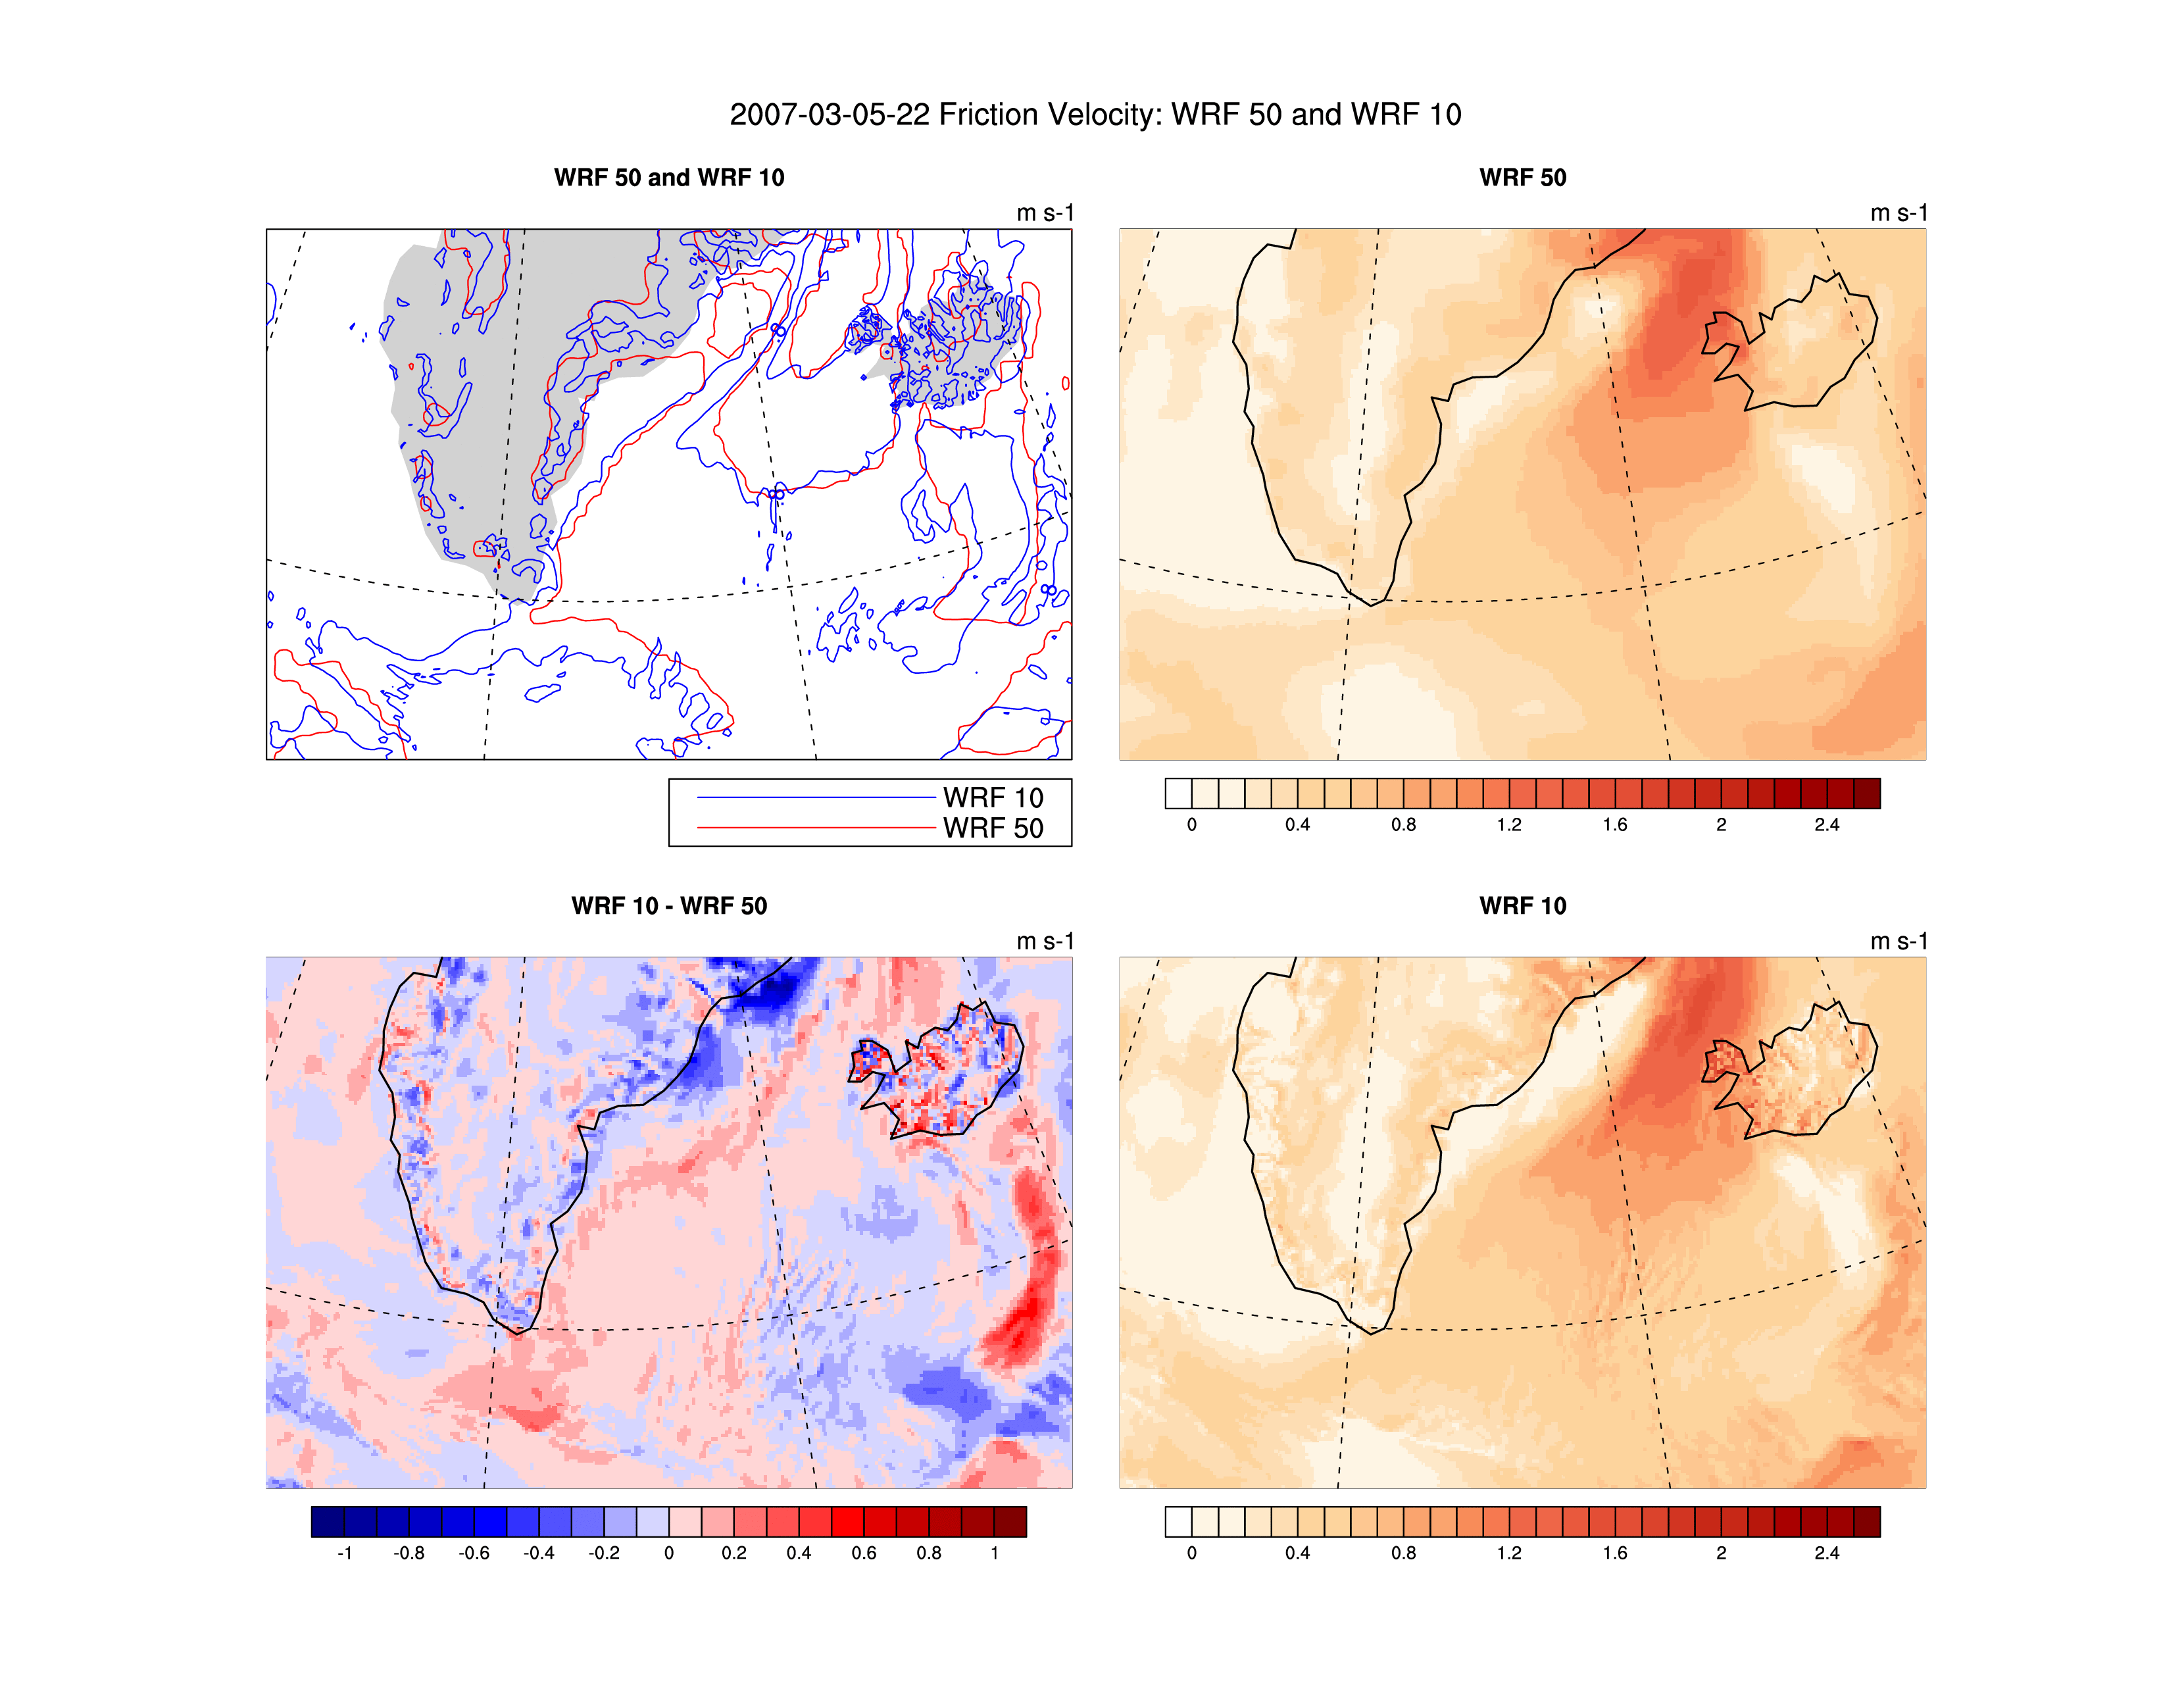 2007-03-05-22 Friction Velocity: WRF 50 and WRF 10
WRF 50 and WRF 10
m s-1
WRF 10
WRF 50
WRF 50
m s-1
0 0.4 0.8 1.2 1.6 2 2.4
WRF 10 - WRF 50
m s-1
-1 -0.8 -0.6 -0.4 -0.2 0 0.2 0.4 0.6 0.8 1
WRF 10
m s-1
0 0.4 0.8 1.2 1.6 2 2.4